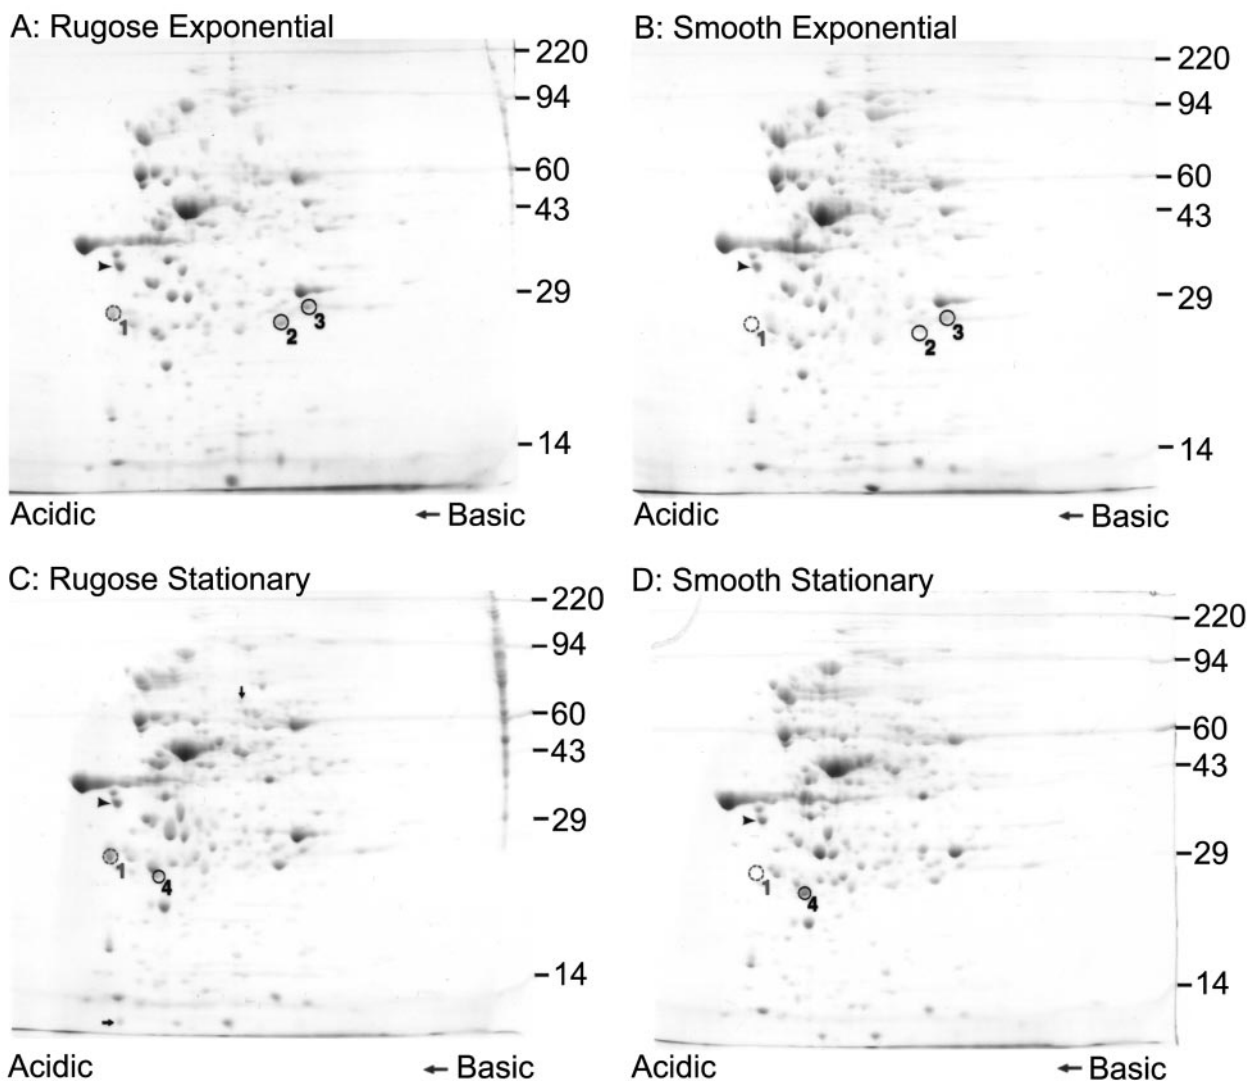 A: Rugose Exponential
220
94
60
43
29
14
1
2
3
Acidic
← Basic
B: Smooth Exponential
220
94
60
43
29
14
1
2
3
Acidic
← Basic
C: Rugose Stationary
220
94
60
43
29
14
1
4
Acidic
← Basic
D: Smooth Stationary
220
94
60
43
29
14
1
4
Acidic
← Basic